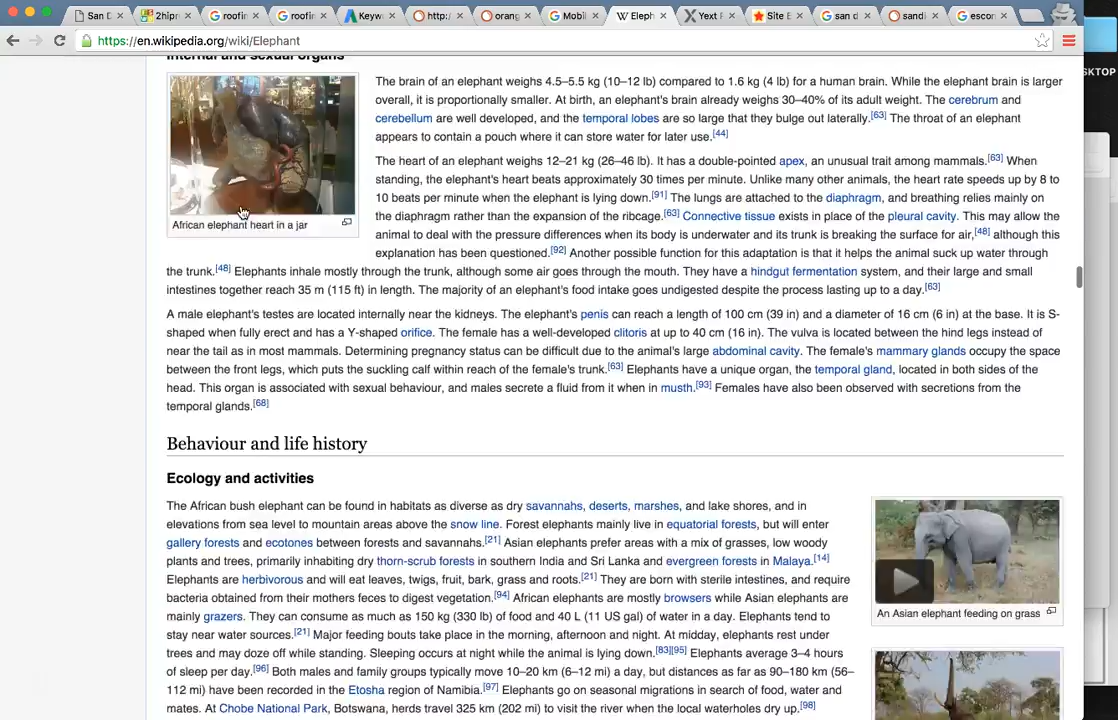 San D
2hipr
roofin
roofin
Keyw
http:/
orang
Mobil
Eleph
Yext F
Site E
san d
sandi
escon
https://en.wikipedia.org/wiki/Elephant
SKTOP
Internal and sexual organs
The brain of an elephant weighs 4.5–5.5 kg (10–12 lb) compared to 1.6 kg (4 lb) for a human brain. While the elephant brain is larger
overall, it is proportionally smaller. At birth, an elephant's brain already weighs 30–40% of its adult weight. The cerebrum and
cerebellum are well developed, and the temporal lobes are so large that they bulge out laterally.[63] The throat of an elephant
appears to contain a pouch where it can store water for later use.[44]
African elephant heart in a jar
The heart of an elephant weighs 12–21 kg (26–46 lb). It has a double-pointed apex, an unusual trait among mammals.[63] When
standing, the elephant's heart beats approximately 30 times per minute. Unlike many other animals, the heart rate speeds up by 8 to
10 beats per minute when the elephant is lying down.[91] The lungs are attached to the diaphragm, and breathing relies mainly on
the diaphragm rather than the expansion of the ribcage.[63] Connective tissue exists in place of the pleural cavity. This may allow the
animal to deal with the pressure differences when its body is underwater and its trunk is breaking the surface for air,[48] although this
explanation has been questioned.[92] Another possible function for this adaptation is that it helps the animal suck up water through
the trunk.[48] Elephants inhale mostly through the trunk, although some air goes through the mouth. They have a hindgut fermentation system, and their large and small
intestines together reach 35 m (115 ft) in length. The majority of an elephant's food intake goes undigested despite the process lasting up to a day.[63]
A male elephant's testes are located internally near the kidneys. The elephant's penis can reach a length of 100 cm (39 in) and a diameter of 16 cm (6 in) at the base. It is S-
shaped when fully erect and has a Y-shaped orifice. The female has a well-developed clitoris at up to 40 cm (16 in). The vulva is located between the hind legs instead of
near the tail as in most mammals. Determining pregnancy status can be difficult due to the animal's large abdominal cavity. The female's mammary glands occupy the space
between the front legs, which puts the suckling calf within reach of the female's trunk.[63] Elephants have a unique organ, the temporal gland, located in both sides of the
head. This organ is associated with sexual behaviour, and males secrete a fluid from it when in musth.[93] Females have also been observed with secretions from the
temporal glands.[68]
Behaviour and life history
Ecology and activities
The African bush elephant can be found in habitats as diverse as dry savannahs, deserts, marshes, and lake shores, and in
elevations from sea level to mountain areas above the snow line. Forest elephants mainly live in equatorial forests, but will enter
gallery forests and ecotones between forests and savannahs.[21] Asian elephants prefer areas with a mix of grasses, low woody
plants and trees, primarily inhabiting dry thorn-scrub forests in southern India and Sri Lanka and evergreen forests in Malaya.[14]
Elephants are herbivorous and will eat leaves, twigs, fruit, bark, grass and roots.[21] They are born with sterile intestines, and require
bacteria obtained from their mothers feces to digest vegetation.[94] African elephants are mostly browsers while Asian elephants are
mainly grazers. They can consume as much as 150 kg (330 lb) of food and 40 L (11 US gal) of water in a day. Elephants tend to
stay near water sources.[21] Major feeding bouts take place in the morning, afternoon and night. At midday, elephants rest under
trees and may doze off while standing. Sleeping occurs at night while the animal is lying down.[83][95] Elephants average 3–4 hours
of sleep per day.[96] Both males and family groups typically move 10–20 km (6–12 mi) a day, but distances as far as 90–180 km (56–
112 mi) have been recorded in the Etosha region of Namibia.[97] Elephants go on seasonal migrations in search of food, water and
mates. At Chobe National Park, Botswana, herds travel 325 km (202 mi) to visit the river when the local waterholes dry up.[98]
An Asian elephant feeding on grass